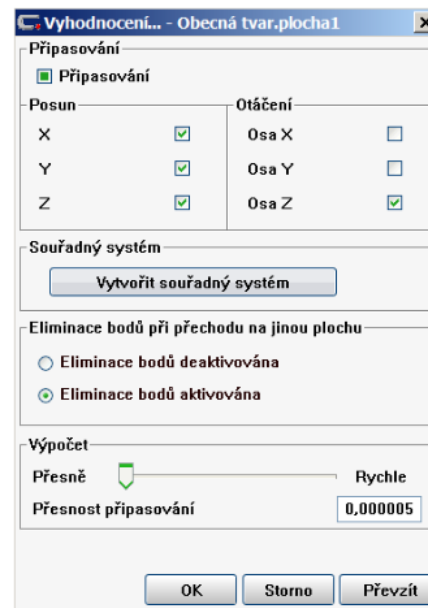 Vyhodnocení... - Obecná tvar.plocha1
Připasování
Připasování
Posun
Otáčení
X
Osa X
Y
Osa Y
Z
Osa Z
Souřadný systém
Vytvořit souřadný systém
Eliminace bodů při přechodu na jinou plochu
Eliminace bodů deaktivována
Eliminace bodů aktivována
Výpočet
Přesně
Rychle
Přesnost připasování
0,000005
OK
Storno
Převzít